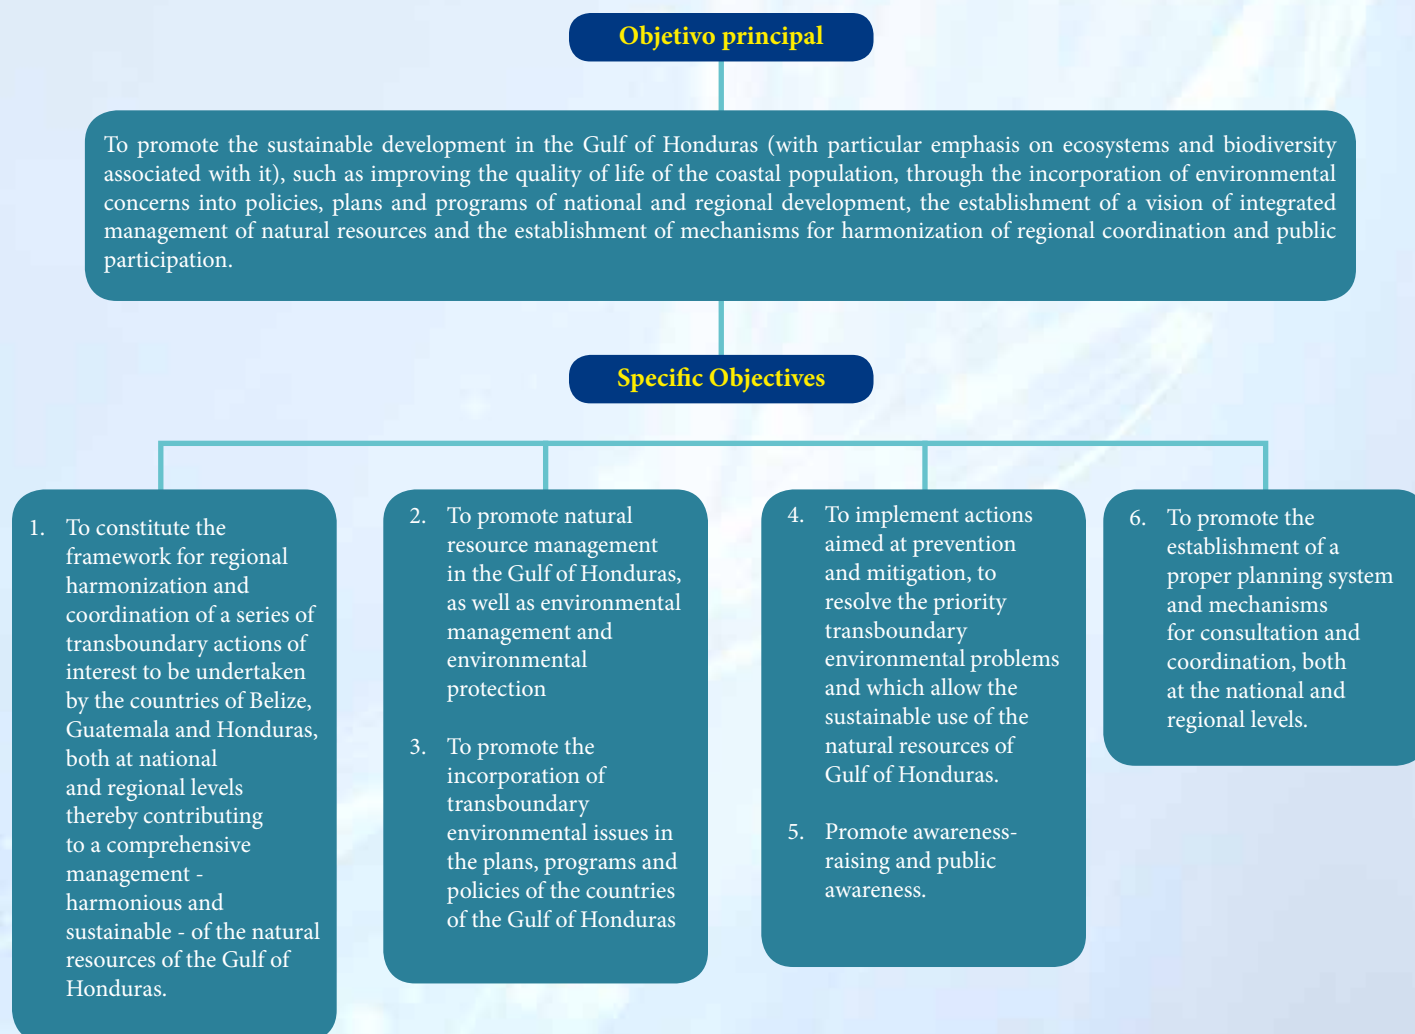 Objetivo principal
To promote the sustainable development in the Gulf of Honduras (with particular emphasis on ecosystems and biodiversity
associated with it), such as improving the quality of life of the coastal population, through the incorporation of environmental
concerns into policies, plans and programs of national and regional development, the establishment of a vision of integrated
management of natural resources and the establishment of mechanisms for harmonization of regional coordination and public
participation.
Specific Objectives
1. To constitute the
framework for regional
harmonization and
coordination of a series of
transboundary actions of
interest to be undertaken
by the countries of Belize,
Guatemala and Honduras,
both at national
and regional levels
thereby contributing
to a comprehensive
management -
harmonious and
sustainable - of the natural
resources of the Gulf of
Honduras.
2. To promote natural
resource management
in the Gulf of Honduras,
as well as environmental
management and
environmental
protection
3. To promote the
incorporation of
transboundary
environmental issues in
the plans, programs and
policies of the countries
of the Gulf of Honduras
4. To implement actions
aimed at prevention
and mitigation, to
resolve the priority
transboundary
environmental problems
and which allow the
sustainable use of the
natural resources of
Gulf of Honduras.
5. Promote awareness-
raising and public
awareness.
6. To promote the
establishment of a
proper planning system
and mechanisms
for consultation and
coordination, both
at the national and
regional levels.